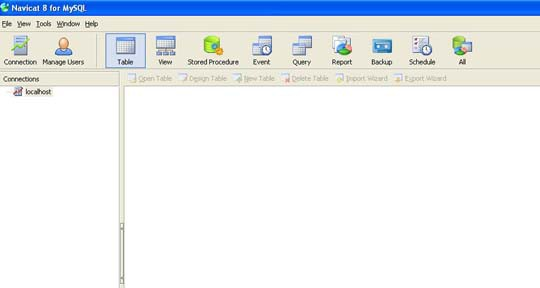 Navicat 8 for MySQL
File View Tools Window Help
Connection Manage Users Table View Stored Procedure Event Query Report Backup Schedule All
Connections Open Table Design Table New Table Delete Table Import Wizard Export Wizard
localhost